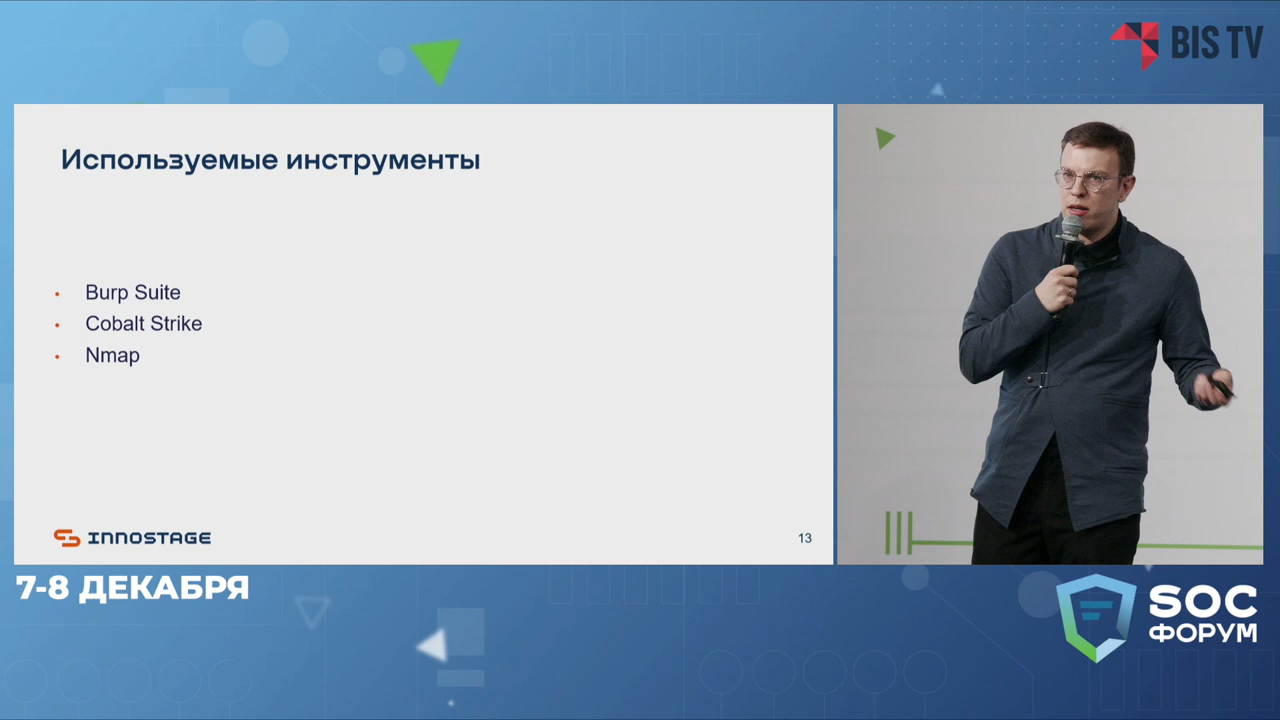 BIS TV
Используемые инструменты
• Burp Suite
• Cobalt Strike
• Nmap
INNOSTAGE
13
7-8 ДЕКАБРЯ
SOC
ФОРУМ